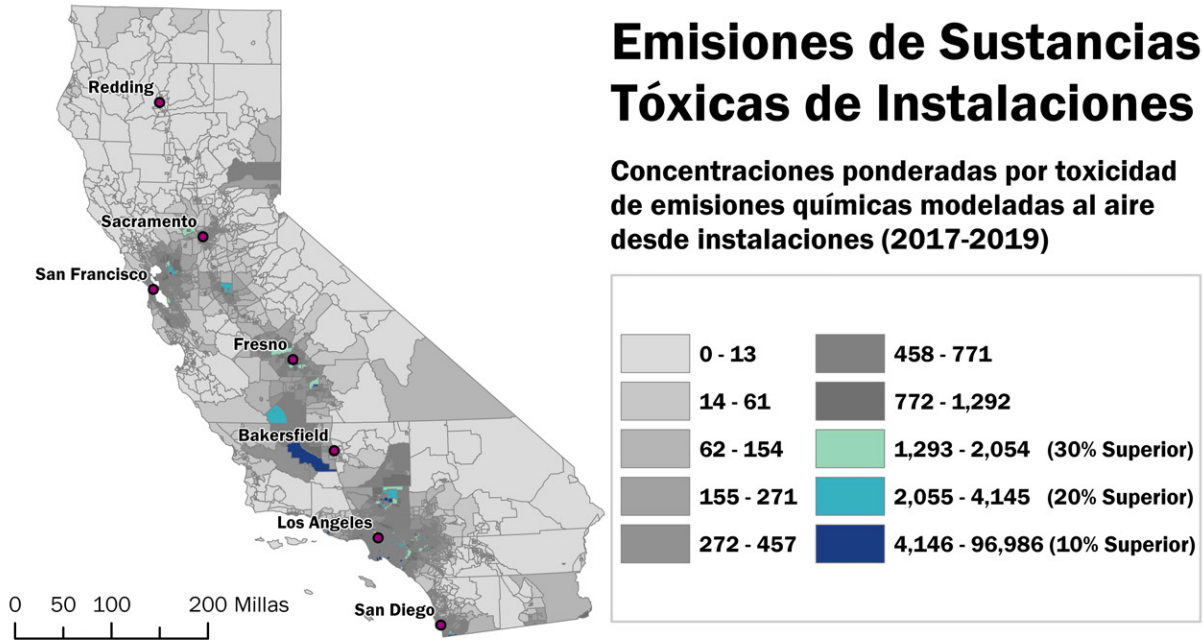 Emisiones de Sustancias
Tóxicas de Instalaciones
Concentraciones ponderadas por toxicidad
de emisiones químicas modeladas al aire
desde instalaciones (2017-2019)
Redding
Sacramento
San Francisco
Fresno
Bakersfield
Los Angeles
San Diego
0 50 100 200 Millas
0 - 13
14 - 61
62 - 154
155 - 271
272 - 457
458 - 771
772 - 1,292
1,293 - 2,054 (30% Superior)
2,055 - 4,145 (20% Superior)
4,146 - 96,986 (10% Superior)